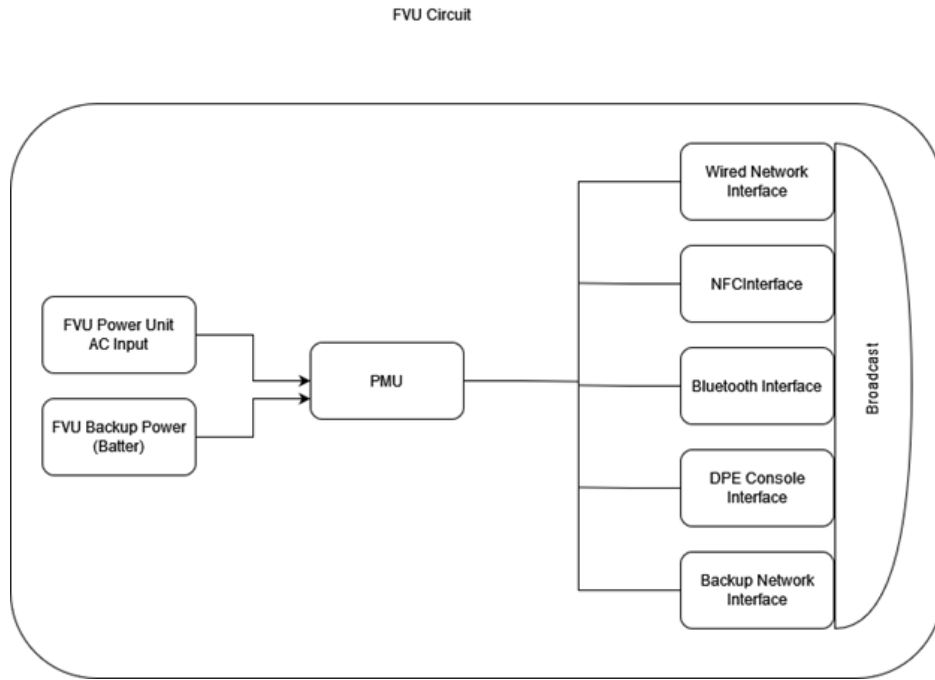 FVU Circuit
Wired Network
Interface
NFCInterface
FVU Power Unit
AC Input
PMU
Bluetooth Interface
Broadcast
FVU Backup Power
(Batter)
DPE Console
Interface
Backup Network
Interface